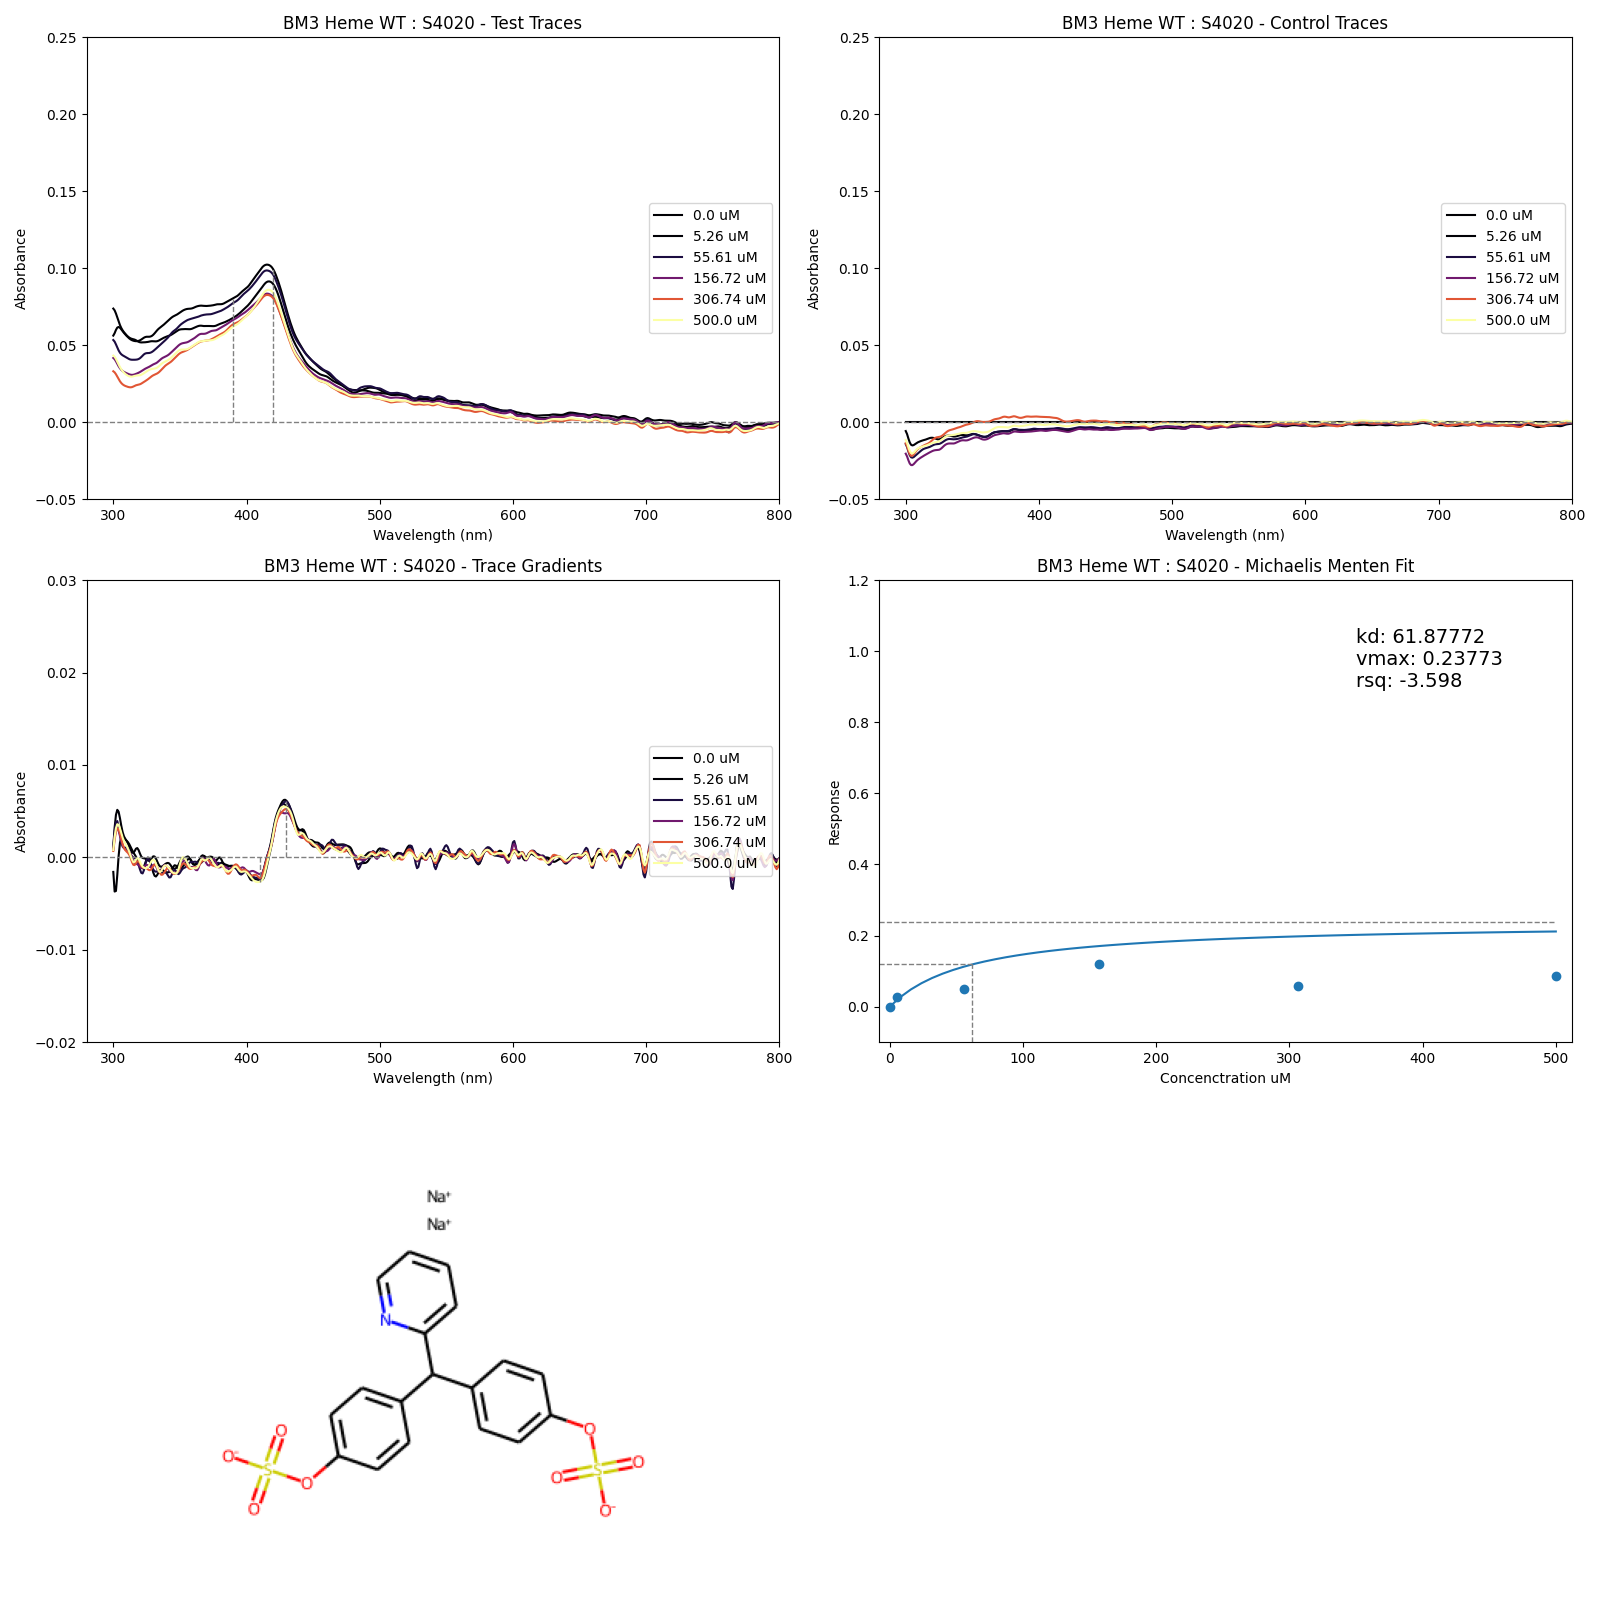 BM3 Heme WT : S4020 - Test Traces
Absorbance
0.25
0.20
0.15
0.10
0.05
0.00
−0.05
300 400 500 600 700 800
Wavelength (nm)
0.0 uM
5.26 uM
55.61 uM
156.72 uM
306.74 uM
500.0 uM
BM3 Heme WT : S4020 - Control Traces
Absorbance
0.25
0.20
0.15
0.10
0.05
0.00
−0.05
300 400 500 600 700 800
Wavelength (nm)
0.0 uM
5.26 uM
55.61 uM
156.72 uM
306.74 uM
500.0 uM
BM3 Heme WT : S4020 - Trace Gradients
Absorbance
0.03
0.02
0.01
0.00
−0.01
−0.02
300 400 500 600 700 800
Wavelength (nm)
0.0 uM
5.26 uM
55.61 uM
156.72 uM
306.74 uM
500.0 uM
BM3 Heme WT : S4020 - Michaelis Menten Fit
Response
1.2
1.0
0.8
0.6
0.4
0.2
0.0
0 100 200 300 400 500
Concenctration uM
kd: 61.87772
vmax: 0.23773
rsq: -3.598
Na⁺
Na⁺
N
O
O⁻
S
O
O
O
O
S
O
O⁻